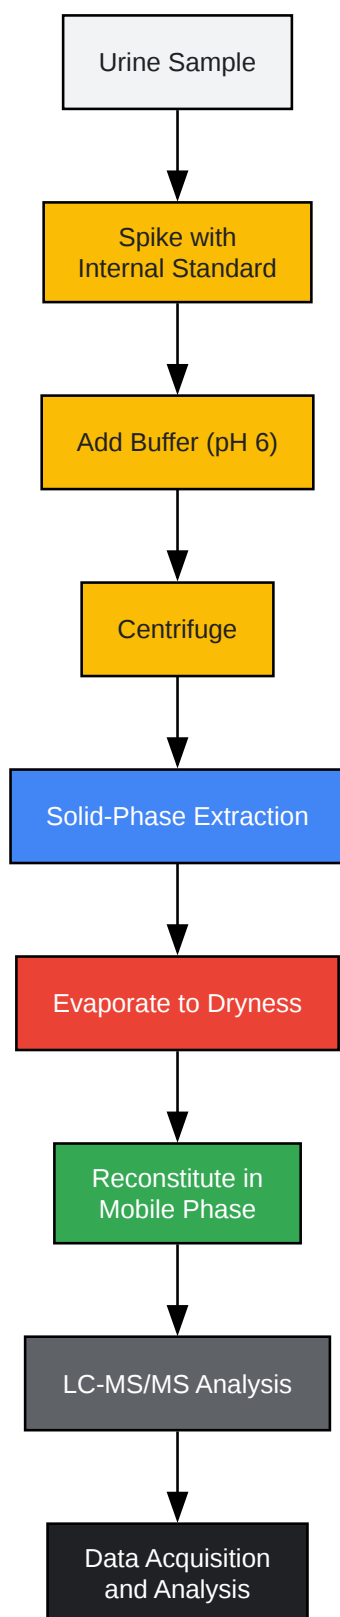 Urine Sample
Spike with
Internal Standard
Add Buffer (pH 6)
Centrifuge
Solid-Phase Extraction
Evaporate to Dryness
Reconstitute in
Mobile Phase
LC-MS/MS Analysis
Data Acquisition
and Analysis